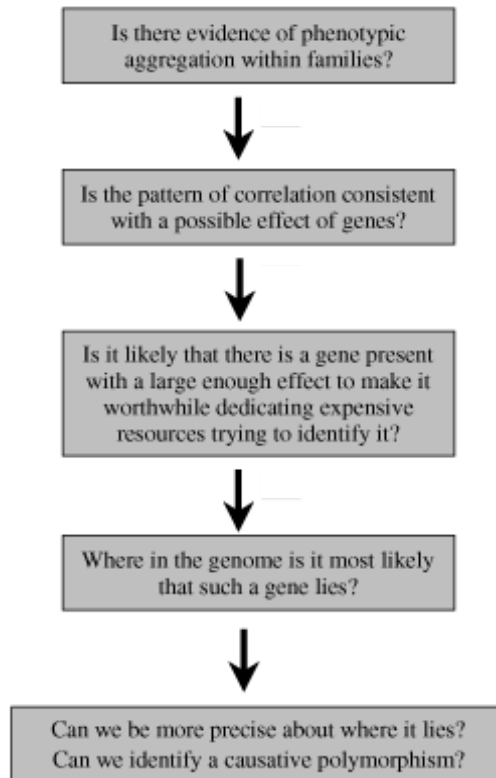 Is there evidence of phenotypic
aggregation within families?
Is the pattern of correlation consistent
with a possible effect of genes?
Is it likely that there is a gene present
with a large enough effect to make it
worthwhile dedicating expensive
resources trying to identify it?
Where in the genome is it most likely
that such a gene lies?
Can we be more precise about where it lies?
Can we identify a causative polymorphism?